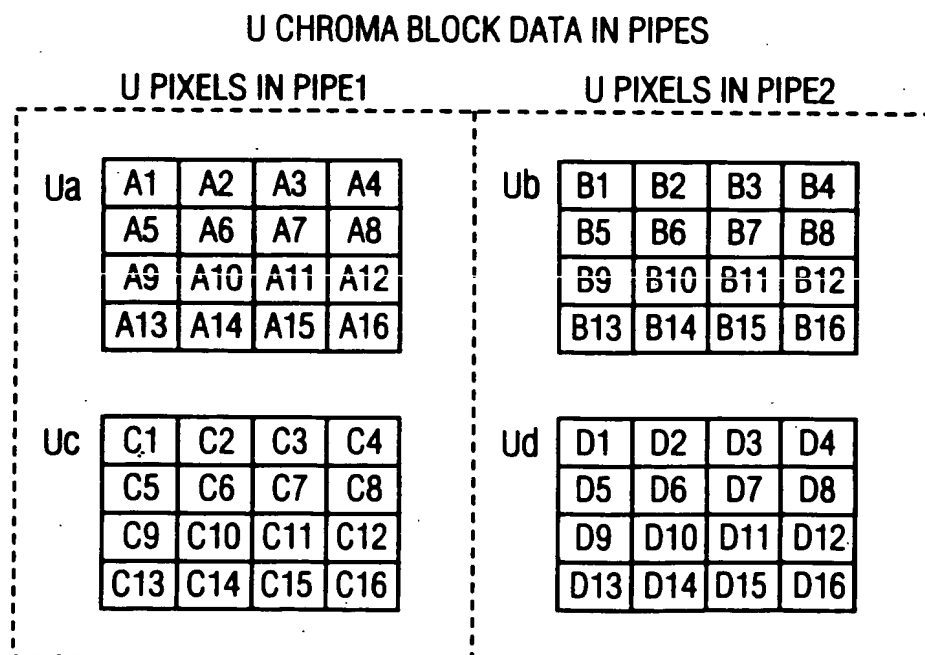 U CHROMA BLOCK DATA IN PIPES
U PIXELS IN PIPE1
U PIXELS IN PIPE2
Ua A1 A2 A3 A4
A5 A6 A7 A8
A9 A10 A11 A12
A13 A14 A15 A16
Ub B1 B2 B3 B4
B5 B6 B7 B8
B9 B10 B11 B12
B13 B14 B15 B16
Uc C1 C2 C3 C4
C5 C6 C7 C8
C9 C10 C11 C12
C13 C14 C15 C16
Ud D1 D2 D3 D4
D5 D6 D7 D8
D9 D10 D11 D12
D13 D14 D15 D16